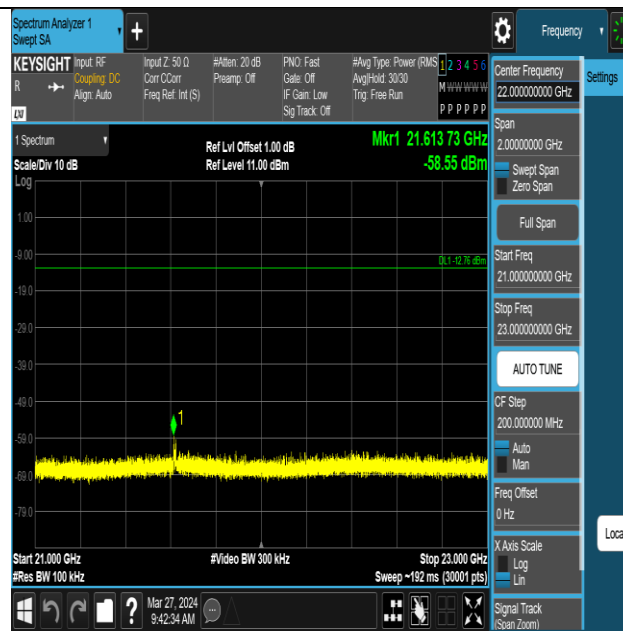 Spectrum Analyzer 1
Swept SA
+
Frequency
KEYSIGHT
R
LXI
Input: RF
Coupling: DC
Align: Auto
Input Z: 50 Ω
Corr CCorr
Freq Ref: Int (S)
#Atten: 20 dB
Preamp: Off
PNO: Fast
Gate: Off
IF Gain: Low
Sig Track: Off
#Avg Type: Power (RMS
Avg|Hold: 30/30
Trig: Free Run
1 2 3 4 5 6
M W W W W W
P P P P P P
1 Spectrum
Scale/Div 10 dB
Log
Ref Lvl Offset 1.00 dB
Ref Level 11.00 dBm
Mkr1 21.613 73 GHz
-58.55 dBm
1.00
-9.00
DL1 -12.76 dBm
-19.0
-29.0
-39.0
-49.0
1
-59.0
-69.0
-79.0
Start 21.000 GHz
#Video BW 300 kHz
Stop 23.000 GHz
#Res BW 100 kHz
Sweep ~192 ms (30001 pts)
?
Mar 27, 2024
9:42:34 AM
Center Frequency
22.000000000 GHz
Settings
Span
2.00000000 GHz
Swept Span
Zero Span
Full Span
Start Freq
21.000000000 GHz
Stop Freq
23.000000000 GHz
AUTO TUNE
CF Step
200.000000 MHz
Auto
Man
Freq Offset
0 Hz
X Axis Scale
Log
Lin
Loca
Signal Track
(Span Zoom)